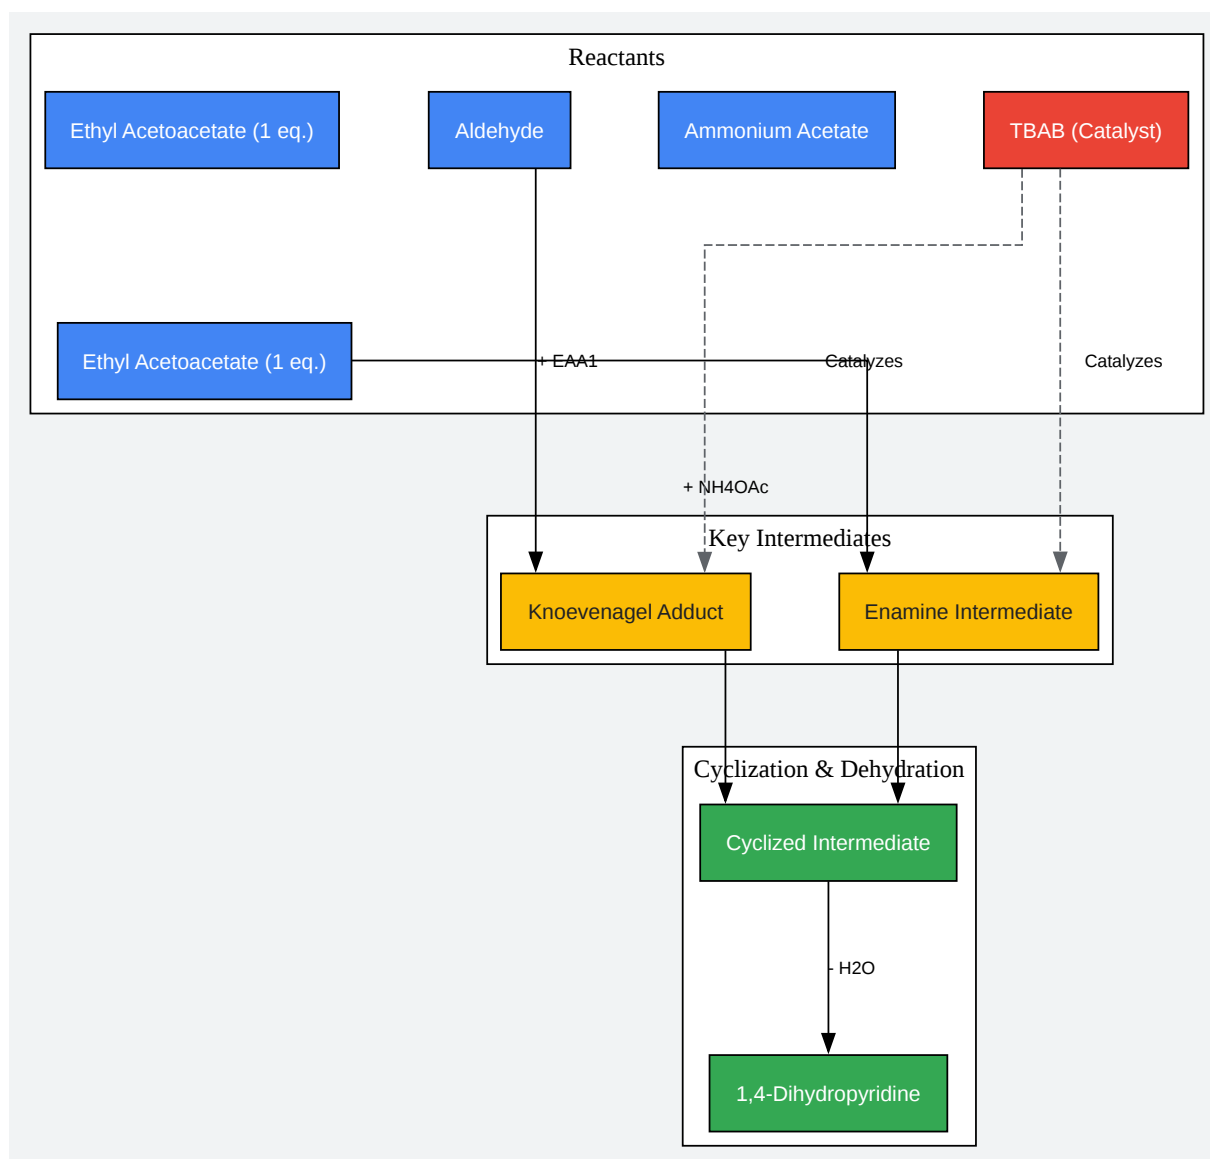 Reactants
Ethyl Acetoacetate (1 eq.)
Aldehyde
Ammonium Acetate
TBAB (Catalyst)
Ethyl Acetoacetate (1 eq.)
+ EAA1
Catalyzes
Catalyzes
+ NH4OAc
Key Intermediates
Knoevenagel Adduct
Enamine Intermediate
Cyclization & Dehydration
Cyclized Intermediate
- H2O
1,4-Dihydropyridine